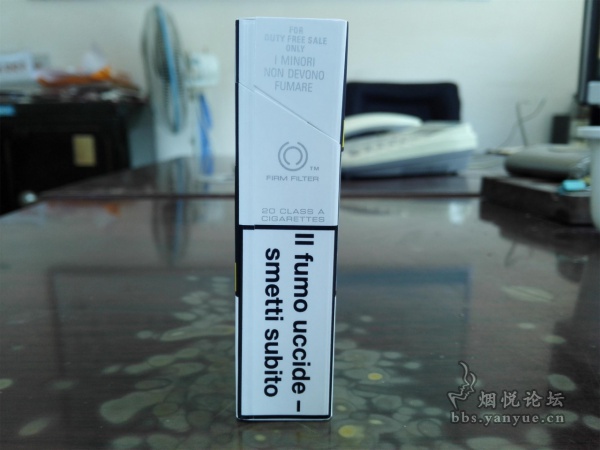 FOR
DUTY FREE SALE
ONLY
I MINORI
NON DEVONO
FUMARE
TM
FIRM FILTER
20 CLASS A
CIGARETTES
Il fumo uccide –
smetti subito
烟悦论坛
bbs.yanyue.cn